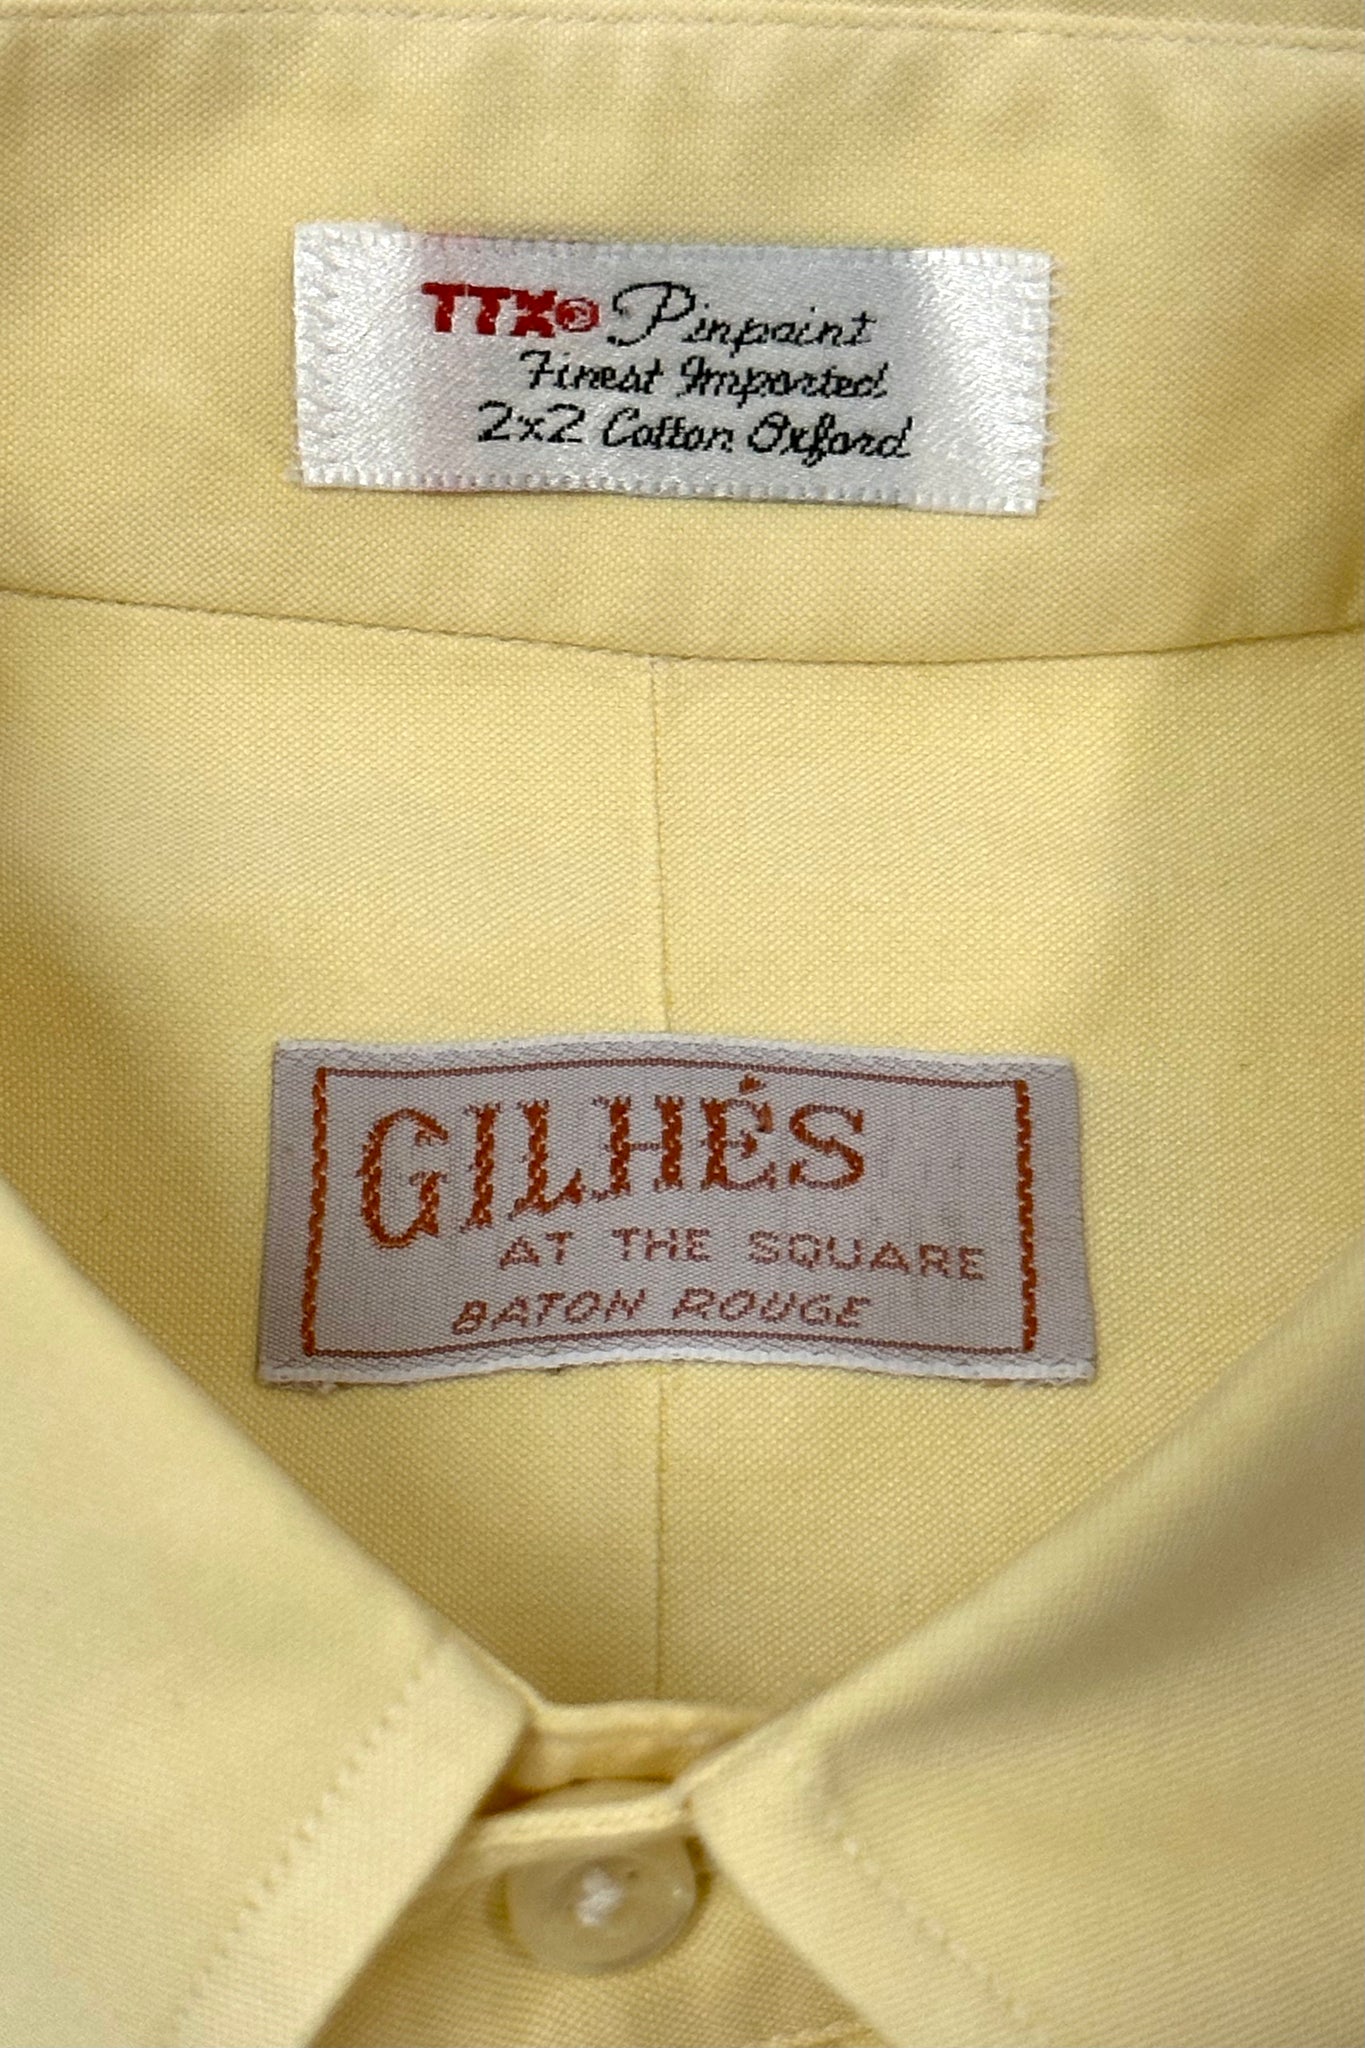 TTX® Pinpoint
Finest Imported
2x2 Cotton Oxford
GILHÉS
AT THE SQUARE
BATON ROUGE